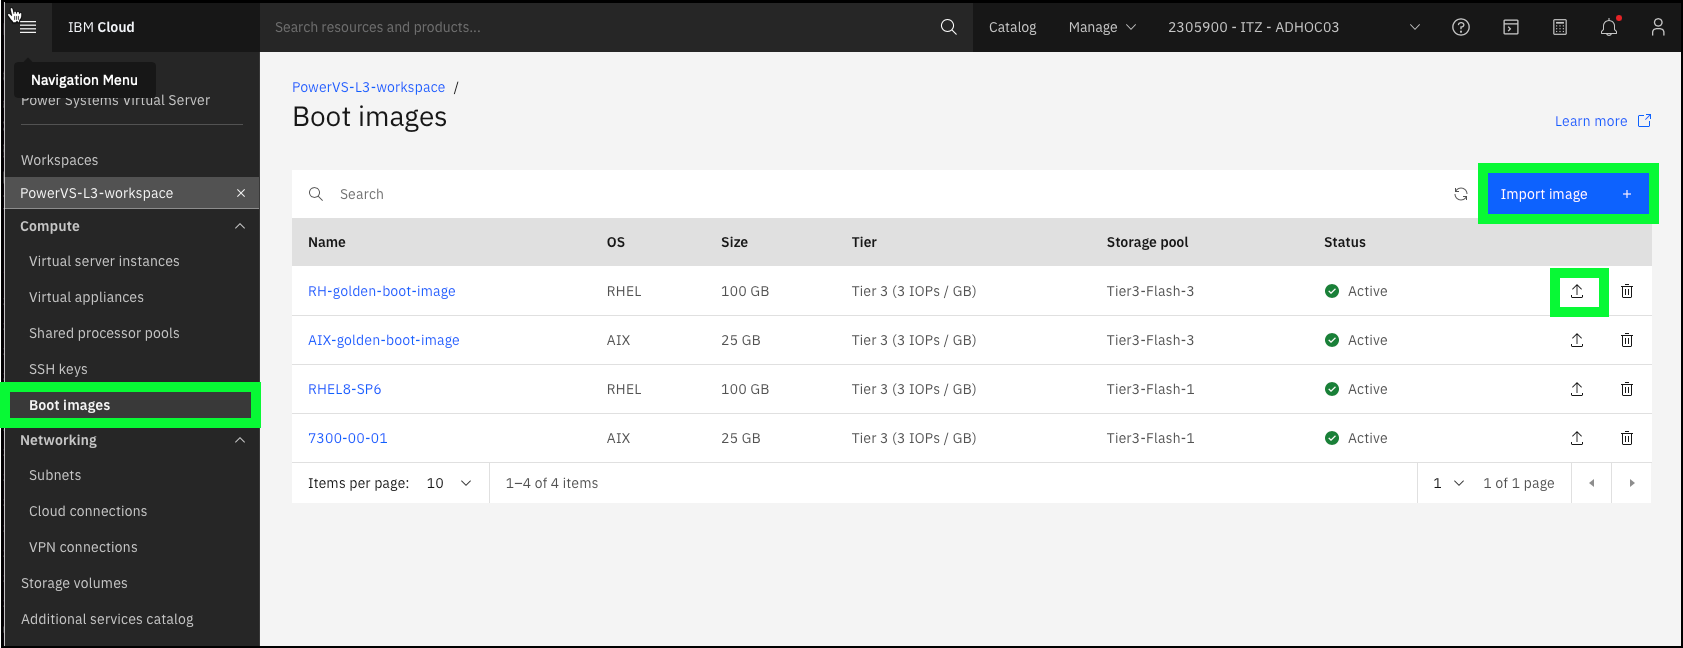 IBM Cloud
Search resources and products...
Catalog
Manage
2305900 - ITZ - ADHOC03
Navigation Menu
Power Systems Virtual Server
Workspaces
PowerVS-L3-workspace
Compute
Virtual server instances
Virtual appliances
Shared processor pools
SSH keys
Boot images
Networking
Subnets
Cloud connections
VPN connections
Storage volumes
Additional services catalog
PowerVS-L3-workspace /
Boot images
Learn more
Search
Import image +
Name OS Size Tier Storage pool Status
RH-golden-boot-image RHEL 100 GB Tier 3 (3 IOPs / GB) Tier3-Flash-3 Active
AIX-golden-boot-image AIX 25 GB Tier 3 (3 IOPs / GB) Tier3-Flash-3 Active
RHEL8-SP6 RHEL 100 GB Tier 3 (3 IOPs / GB) Tier3-Flash-1 Active
7300-00-01 AIX 25 GB Tier 3 (3 IOPs / GB) Tier3-Flash-1 Active
Items per page: 10 1–4 of 4 items 1 1 of 1 page